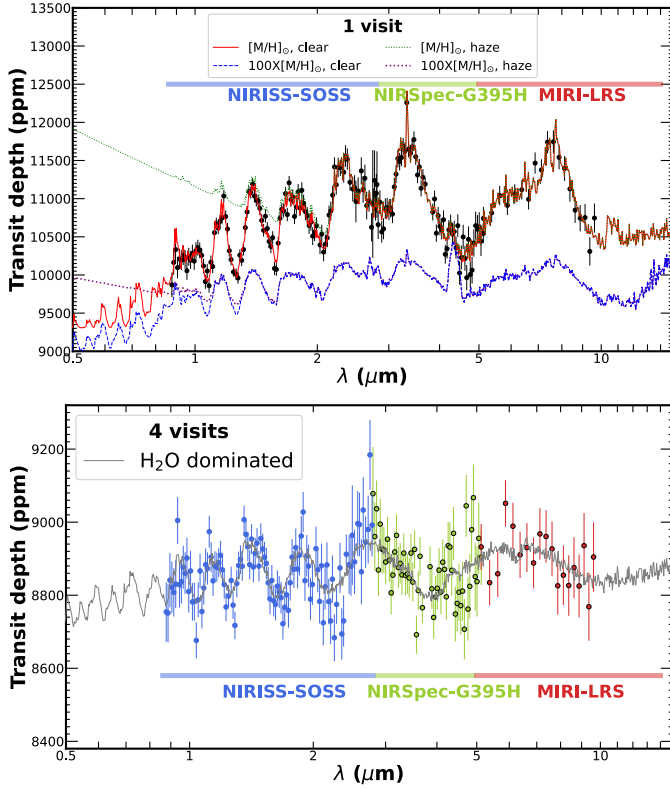 1 visit
[M/H]⊙, clear
100X[M/H]⊙, clear
[M/H]⊙, haze
100X[M/H]⊙, haze
NIRISS-SOSS
NIRSpec-G395H
MIRI-LRS
Transit depth (ppm)
13500
13000
12500
12000
11500
11000
10500
10000
9500
9000
0.5
1
2
5
10
λ (μm)
4 visits
H₂O dominated
Transit depth (ppm)
9200
9000
8800
8600
8400
NIRISS-SOSS
NIRSpec-G395H
MIRI-LRS
0.5
1
2
5
10
λ (μm)